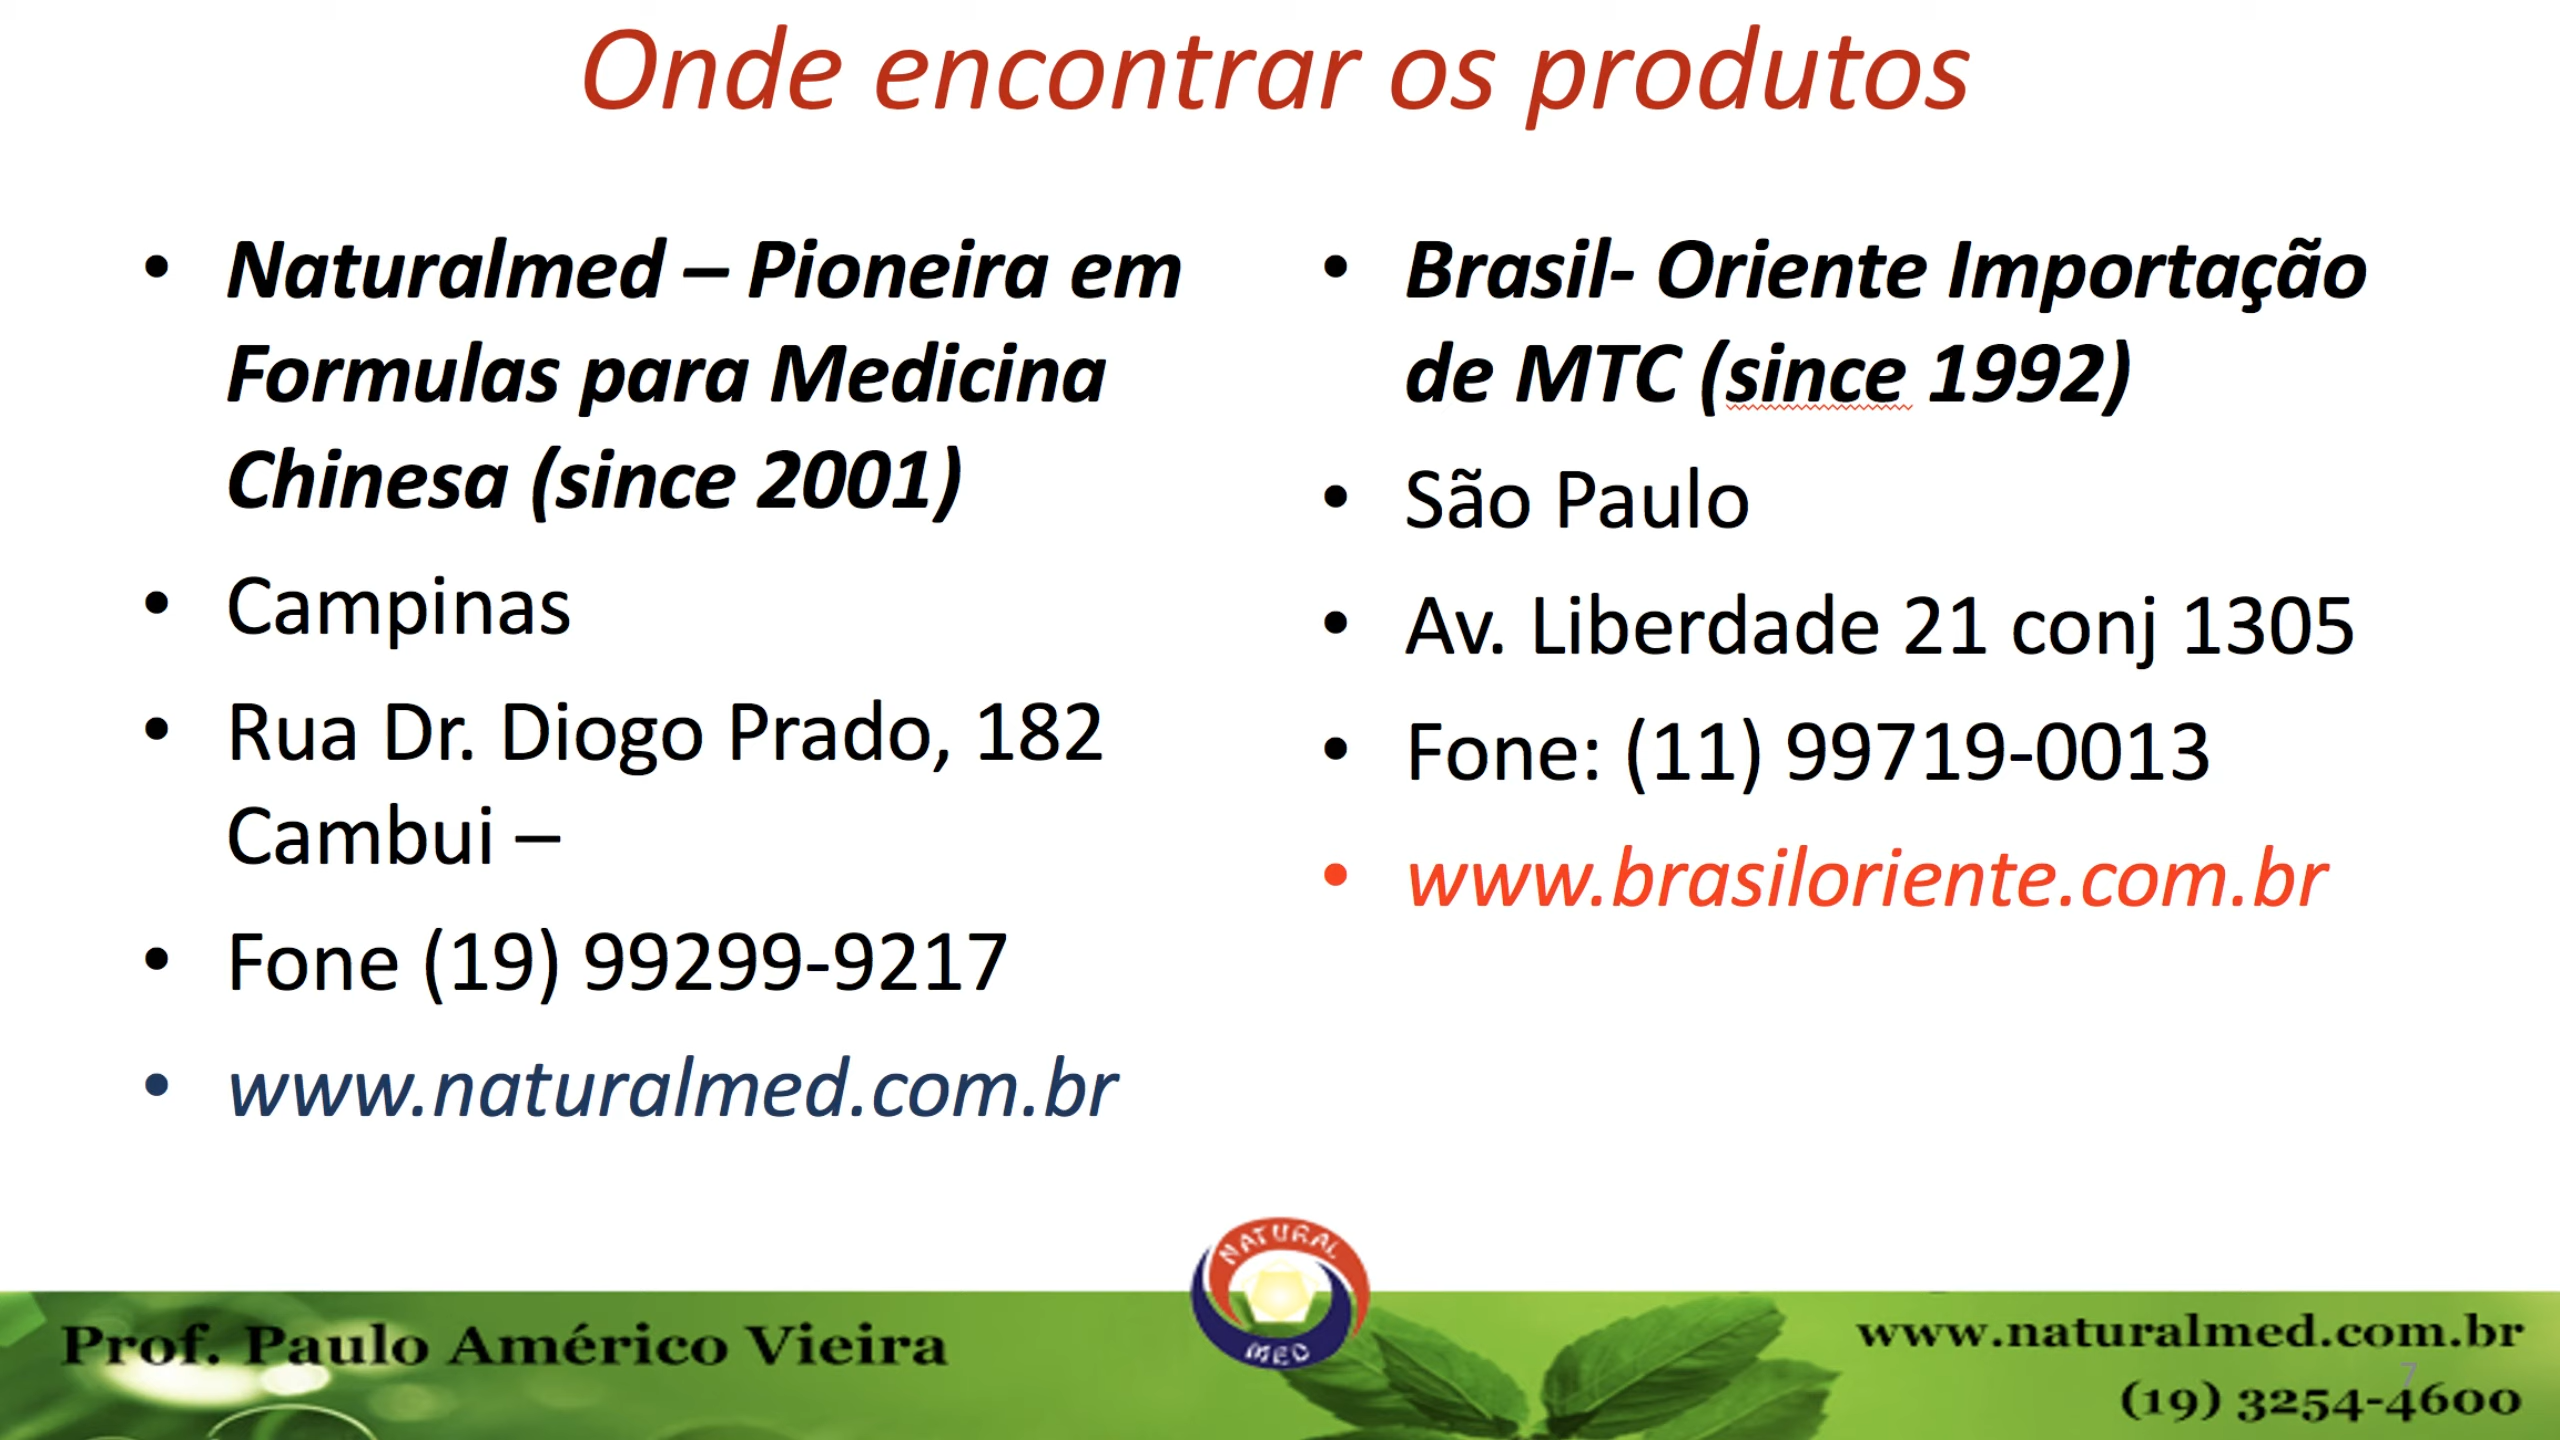 Onde encontrar os produtos
• Naturalmed – Pioneira em
Formulas para Medicina
Chinesa (since 2001)
• Campinas
• Rua Dr. Diogo Prado, 182
Cambui –
• Fone (19) 99299-9217
• www.naturalmed.com.br
• Brasil- Oriente Importação
de MTC (since 1992)
• São Paulo
• Av. Liberdade 21 conj 1305
• Fone: (11) 99719-0013
• www.brasiloriente.com.br
NATURAL
MED
Prof. Paulo Américo Vieira
www.naturalmed.com.br
7
(19) 3254-4600